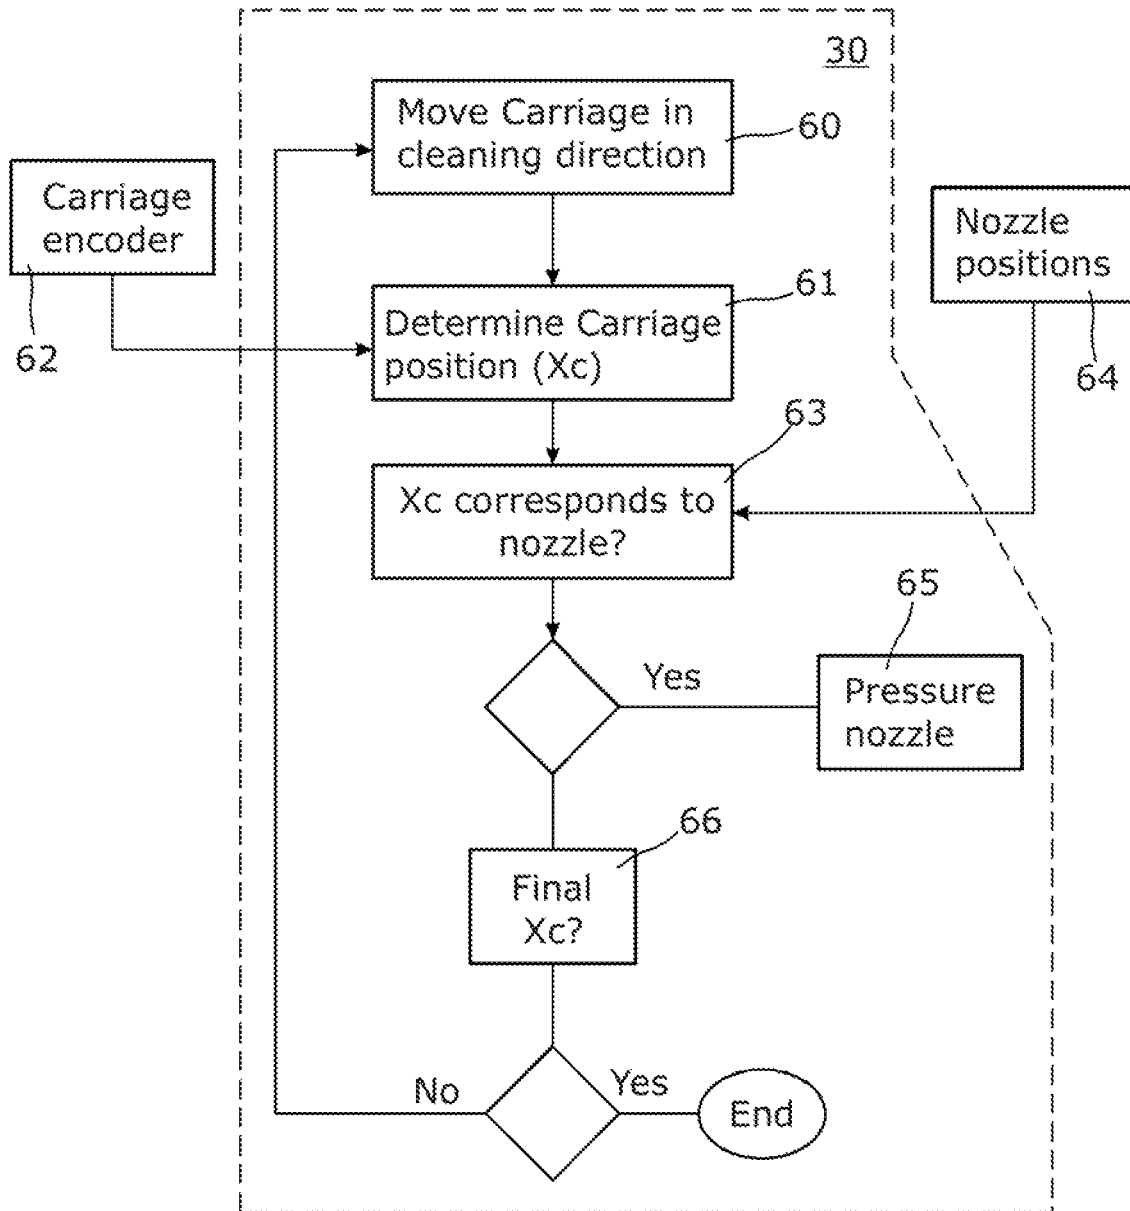 30
Move Carriage in
cleaning direction
60
Carriage
encoder
62
Nozzle
positions
64
61
Determine Carriage
position (Xc)
63
Xc corresponds to
nozzle?
65
Yes
Pressure
nozzle
66
Final
Xc?
No
Yes
End